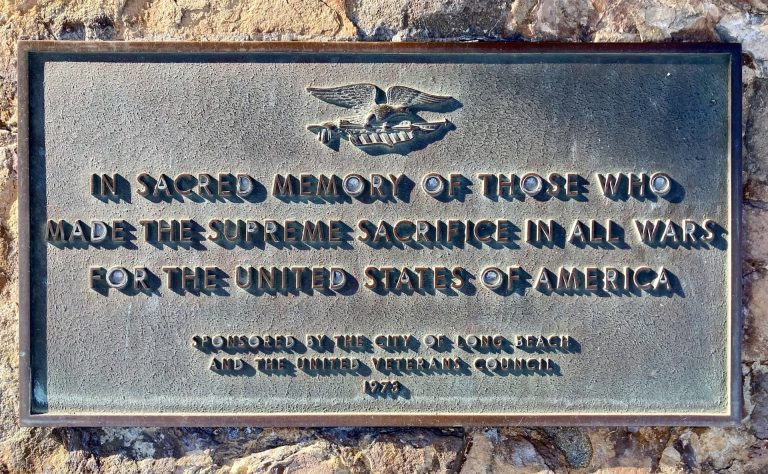 IN SACRED MEMORY OF THOSE WHO
MADE THE SUPREME SACRIFICE IN ALL WARS
FOR THE UNITED STATES OF AMERICA
SPONSORED BY THE CITY OF LONG BEACH
AND THE UNITED VETERANS COUNCIL
1978